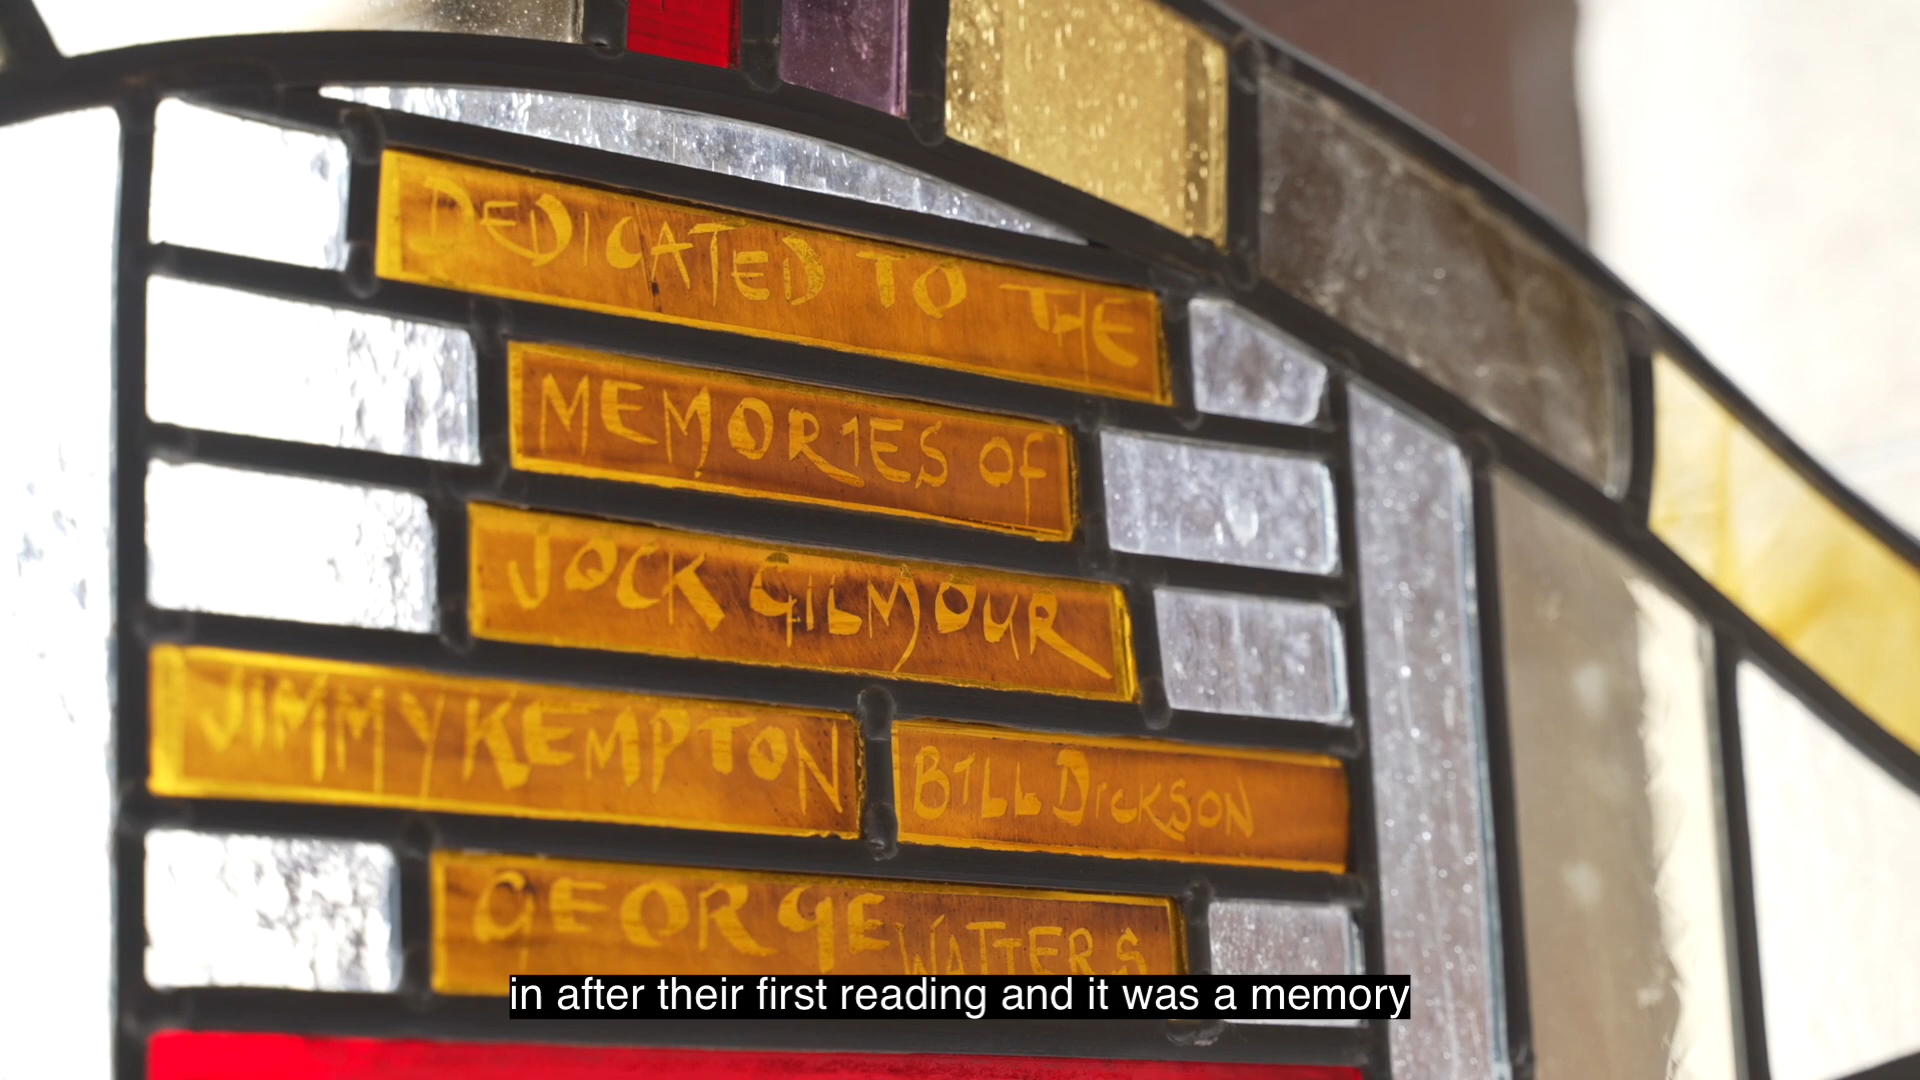 DEDICATED TO THE
MEMORIES OF
JOCK GILMOUR
JIMMY KEMPTON BILL DICKSON
GEORGE WATTERS
in after their first reading and it was a memory